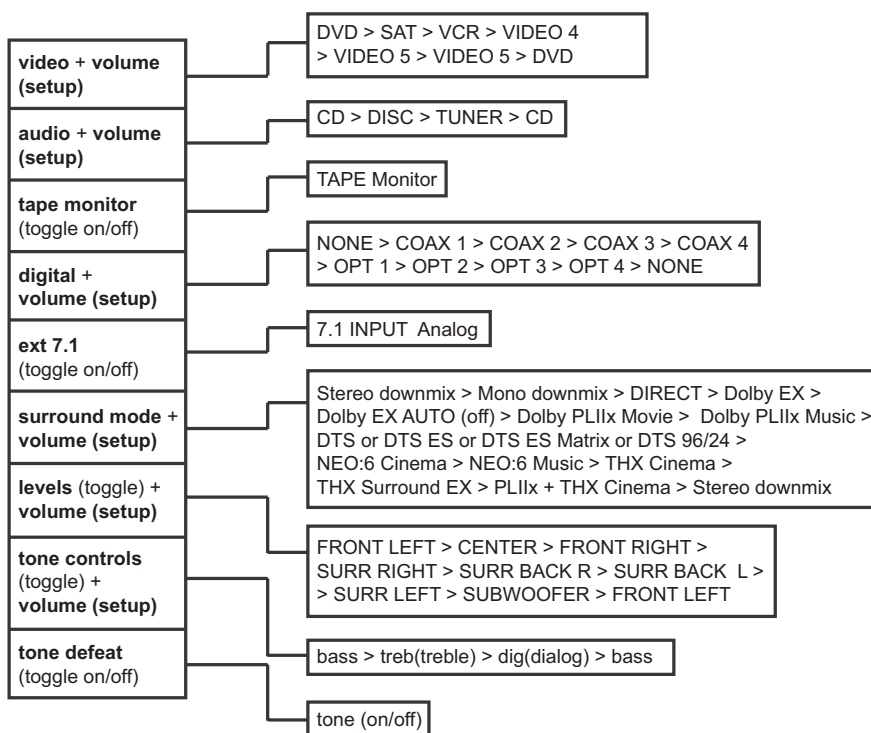 video + volume
(setup)
DVD > SAT > VCR > VIDEO 4
> VIDEO 5 > VIDEO 5 > DVD
audio + volume
(setup)
CD > DISC > TUNER > CD
tape monitor
(toggle on/off)
TAPE Monitor
digital +
volume (setup)
NONE > COAX 1 > COAX 2 > COAX 3 > COAX 4
> OPT 1 > OPT 2 > OPT 3 > OPT 4 > NONE
ext 7.1
(toggle on/off)
7.1 INPUT Analog
surround mode +
volume (setup)
Stereo downmix > Mono downmix > DIRECT > Dolby EX >
Dolby EX AUTO (off) > Dolby PLIIx Movie > Dolby PLIIx Music >
DTS or DTS ES or DTS ES Matrix or DTS 96/24 >
NEO:6 Cinema > NEO:6 Music > THX Cinema >
THX Surround EX > PLIIx + THX Cinema > Stereo downmix
levels (toggle) +
volume (setup)
FRONT LEFT > CENTER > FRONT RIGHT >
SURR RIGHT > SURR BACK R > SURR BACK L >
> SURR LEFT > SUBWOOFER > FRONT LEFT
tone controls
(toggle) +
volume (setup)
bass > treb(treble) > dig(dialog) > bass
tone defeat
(toggle on/off)
tone (on/off)